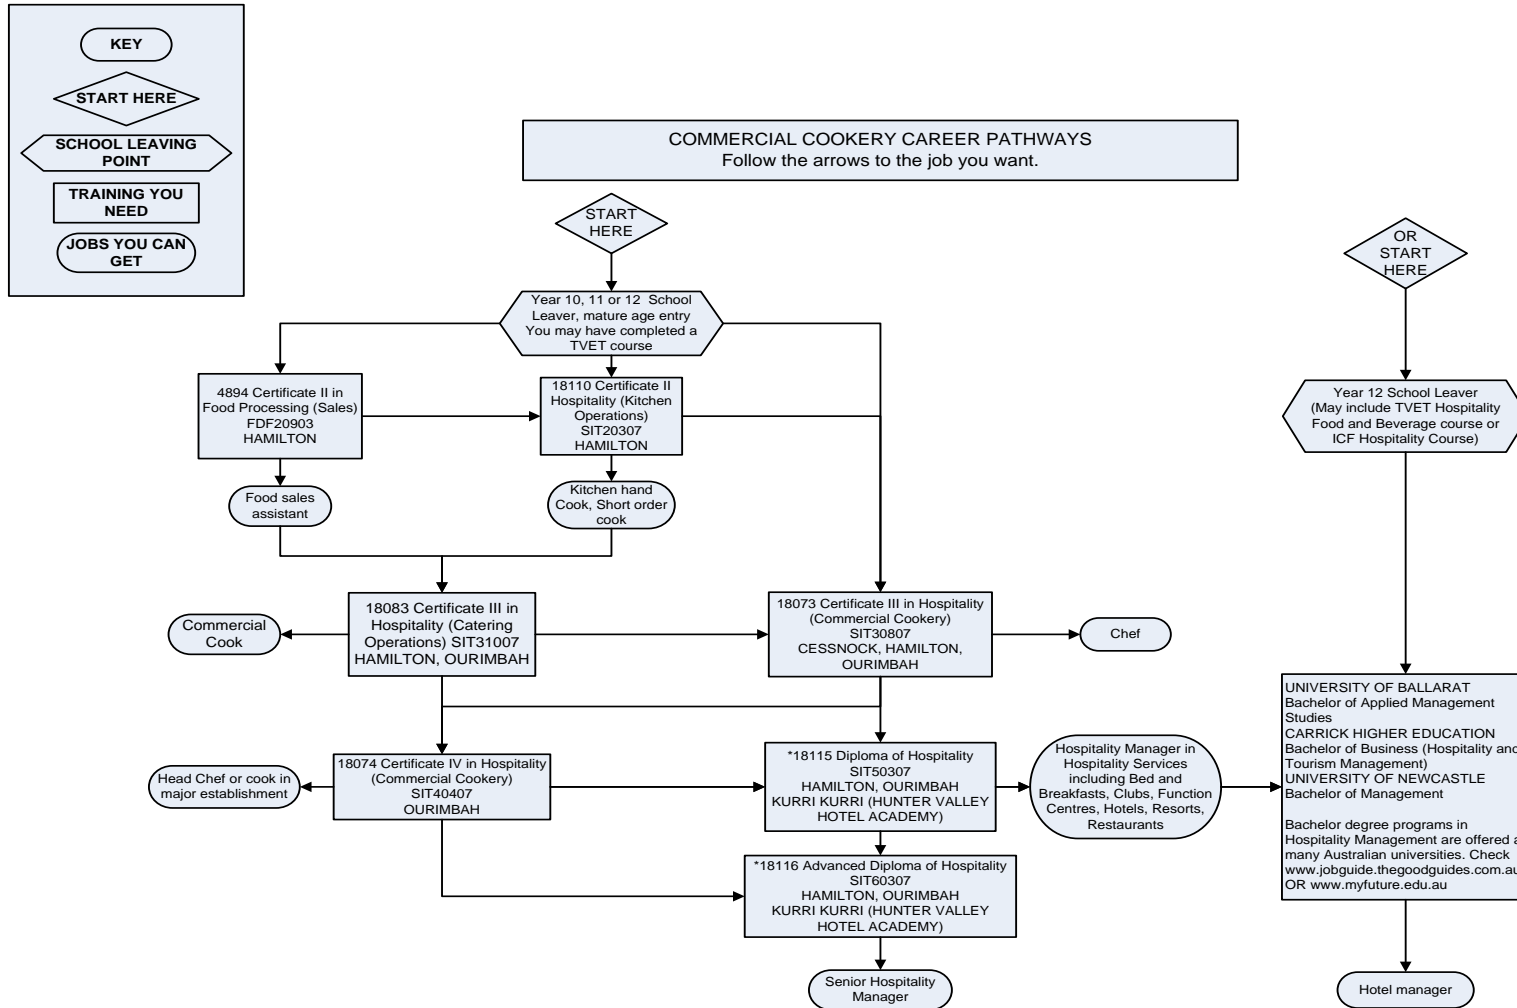 KEY
START HERE
SCHOOL LEAVING
POINT
TRAINING YOU
NEED
JOBS YOU CAN
GET
COMMERCIAL COOKERY CAREER PATHWAYS
Follow the arrows to the job you want.
START
HERE
OR
START
HERE
Year 10, 11 or 12 School
Leaver, mature age entry
You may have completed a
TVET course
4894 Certificate II in
Food Processing (Sales)
FDF20903
HAMILTON
18110 Certificate II
Hospitality (Kitchen
Operations)
SIT20307
HAMILTON
Year 12 School Leaver
(May include TVET Hospitality
Food and Beverage course or
ICF Hospitality Course)
Food sales
assistant
Kitchen hand
Cook, Short order
cook
Commercial
Cook
18083 Certificate III in
Hospitality (Catering
Operations) SIT31007
HAMILTON, OURIMBAH
18073 Certificate III in Hospitality
(Commercial Cookery)
SIT30807
CESSNOCK, HAMILTON,
OURIMBAH
Chef
Head Chef or cook in
major establishment
18074 Certificate IV in Hospitality
(Commercial Cookery)
SIT40407
OURIMBAH
*18115 Diploma of Hospitality
SIT50307
HAMILTON, OURIMBAH
KURRI KURRI (HUNTER VALLEY
HOTEL ACADEMY)
Hospitality Manager in
Hospitality Services
including Bed and
Breakfasts, Clubs, Function
Centres, Hotels, Resorts,
Restaurants
UNIVERSITY OF BALLARAT
Bachelor of Applied Management
Studies
CARRICK HIGHER EDUCATION
Bachelor of Business (Hospitality and
Tourism Management)
UNIVERSITY OF NEWCASTLE
Bachelor of Management
Bachelor degree programs in
Hospitality Management are offered
many Australian universities. Check
www.jobguide.thegoodguides.com.au
OR www.myfuture.edu.au
*18116 Advanced Diploma of Hospitality
SIT60307
HAMILTON, OURIMBAH
KURRI KURRI (HUNTER VALLEY
HOTEL ACADEMY)
Senior Hospitality
Manager
Hotel manager